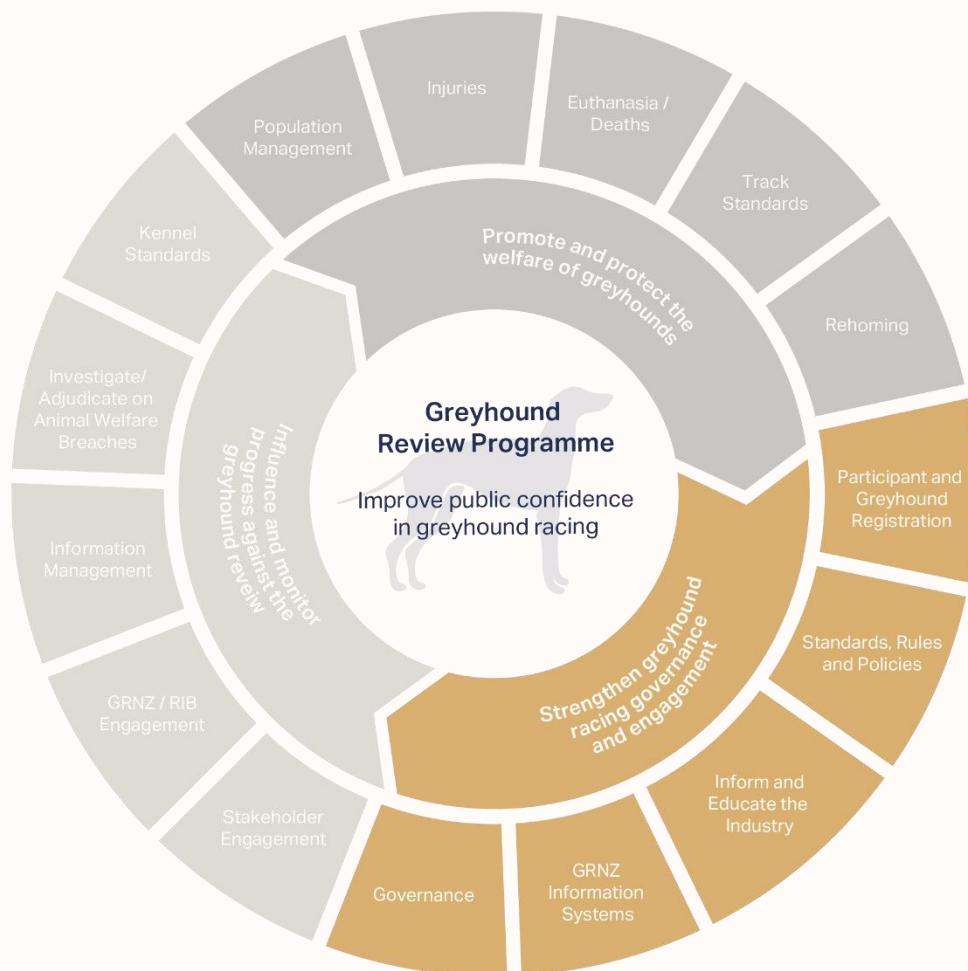 Greyhound
Review Programme
Improve public confidence
in greyhound racing
Promote and protect the
welfare of greyhounds
Population
Management
Injuries
Euthanasia /
Deaths
Track
Standards
Rehoming
Strengthen greyhound
racing governance
and engagement
Participant and
Greyhound
Registration
Standards, Rules
and Policies
Inform and
Educate the
Industry
GRNZ
Information
Systems
Governance
Influence and monitor
progress against the
greyhound reveiw
Stakeholder
Engagement
GRNZ / RIB
Engagement
Information
Management
Investigate/
Adjudicate on
Animal Welfare
Breaches
Kennel
Standards